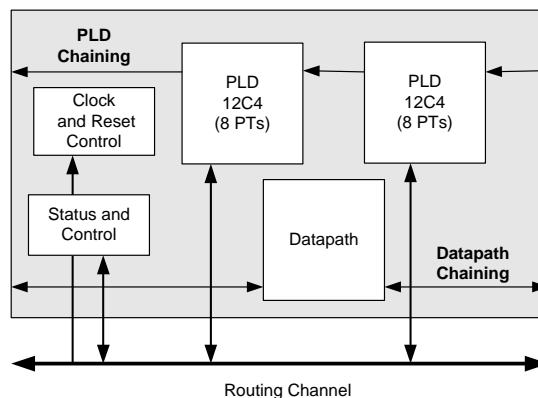 PLD
Chaining
PLD
12C4
(8 PTs)
PLD
12C4
(8 PTs)
Clock
and Reset
Control
Status and
Control
Datapath
Datapath
Chaining
Routing Channel